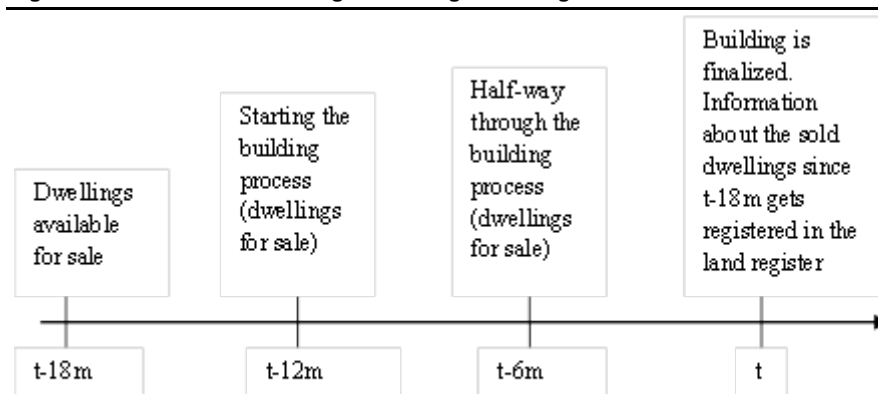 Dwellings
available
for sale
Starting the
building
process
(dwellings
for sale)
Half-way
through the
building
process
(dwellings
for sale)
Building is
finalized.
Information
about the sold
dwellings since
t-18m gets
registered in the
land register
t-18m
t-12m
t-6m
t